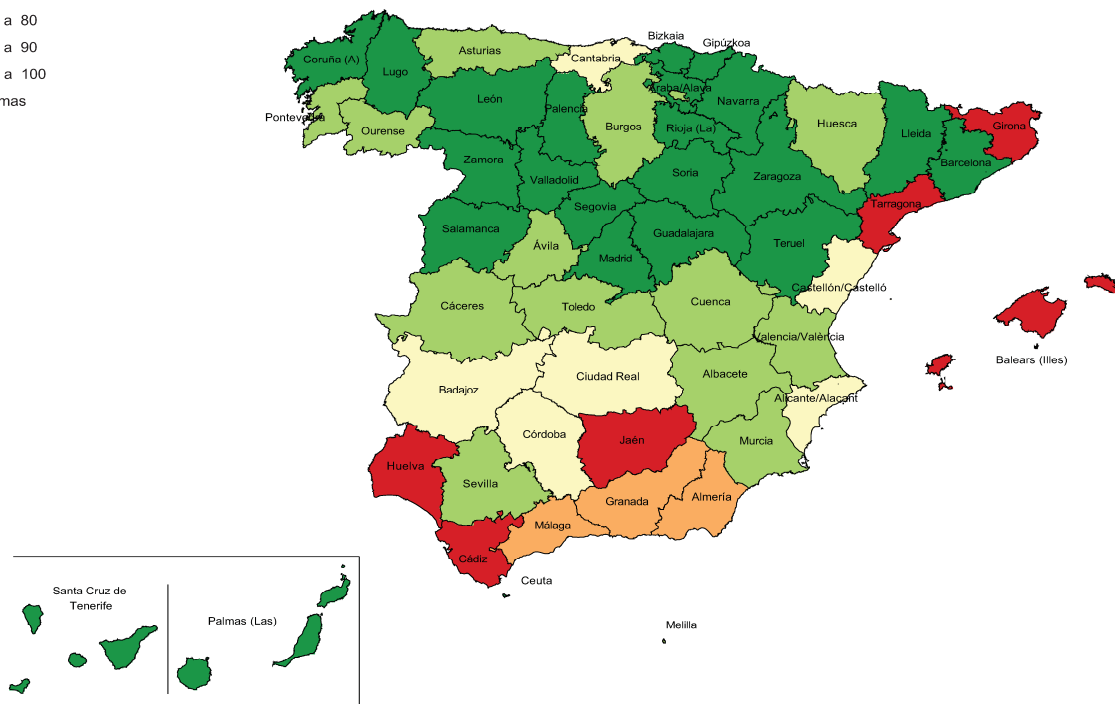 a 80
a 90
a 100
mas
Bizkaia
Gipúzkoa
Asturias
Cantabria
Coruña (A)
Lugo
León
Palencia
Araba/Alava
Navarra
Pontevedra
Ourense
Burgos
Rioja (La)
Huesca
Lleida
Girona
Barcelona
Zamora
Valladolid
Soria
Zaragoza
Segovia
Tarragona
Salamanca
Ávila
Madrid
Guadalajara
Teruel
Castellón/Castelló
Cáceres
Toledo
Cuenca
Valencia/València
Balears (Illes)
Badajoz
Ciudad Real
Albacete
Alicante/Alacant
Córdoba
Jaén
Murcia
Huelva
Sevilla
Granada
Almería
Málaga
Cádiz
Ceuta
Melilla
Santa Cruz de
Tenerife
Palmas (Las)